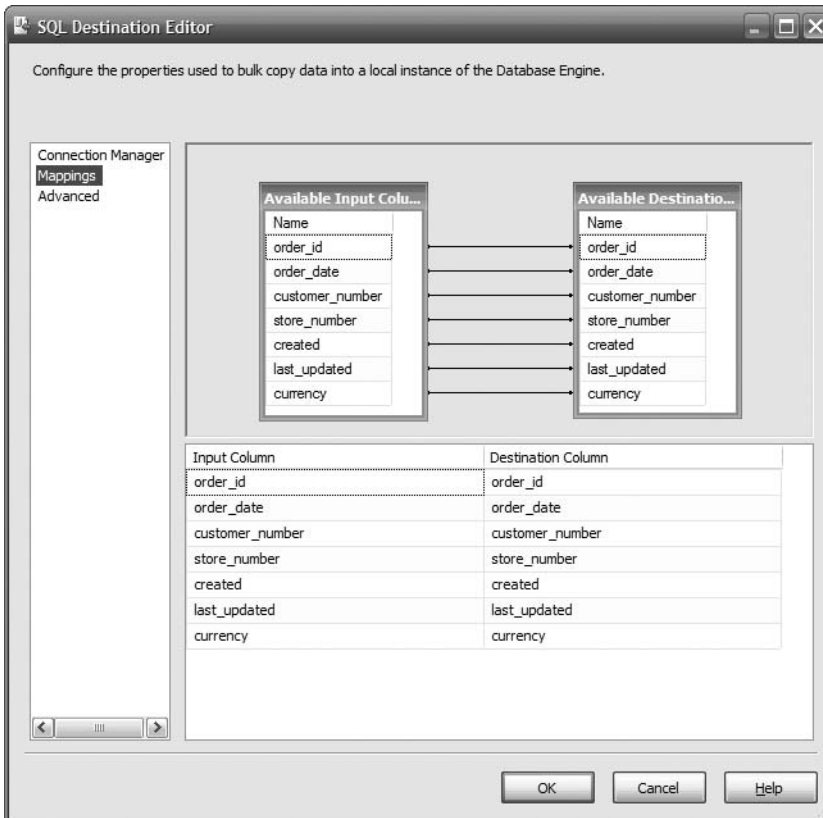 SQL Destination Editor
Configure the properties used to bulk copy data into a local instance of the Database Engine.
Connection Manager
Mappings
Advanced
Available Input Colu...
Name
order_id
order_date
customer_number
store_number
created
last_updated
currency
Available Destinatio...
Name
order_id
order_date
customer_number
store_number
created
last_updated
currency
Input Column Destination Column
order_id order_id
order_date order_date
customer_number customer_number
store_number store_number
created created
last_updated last_updated
currency currency
OK Cancel Help